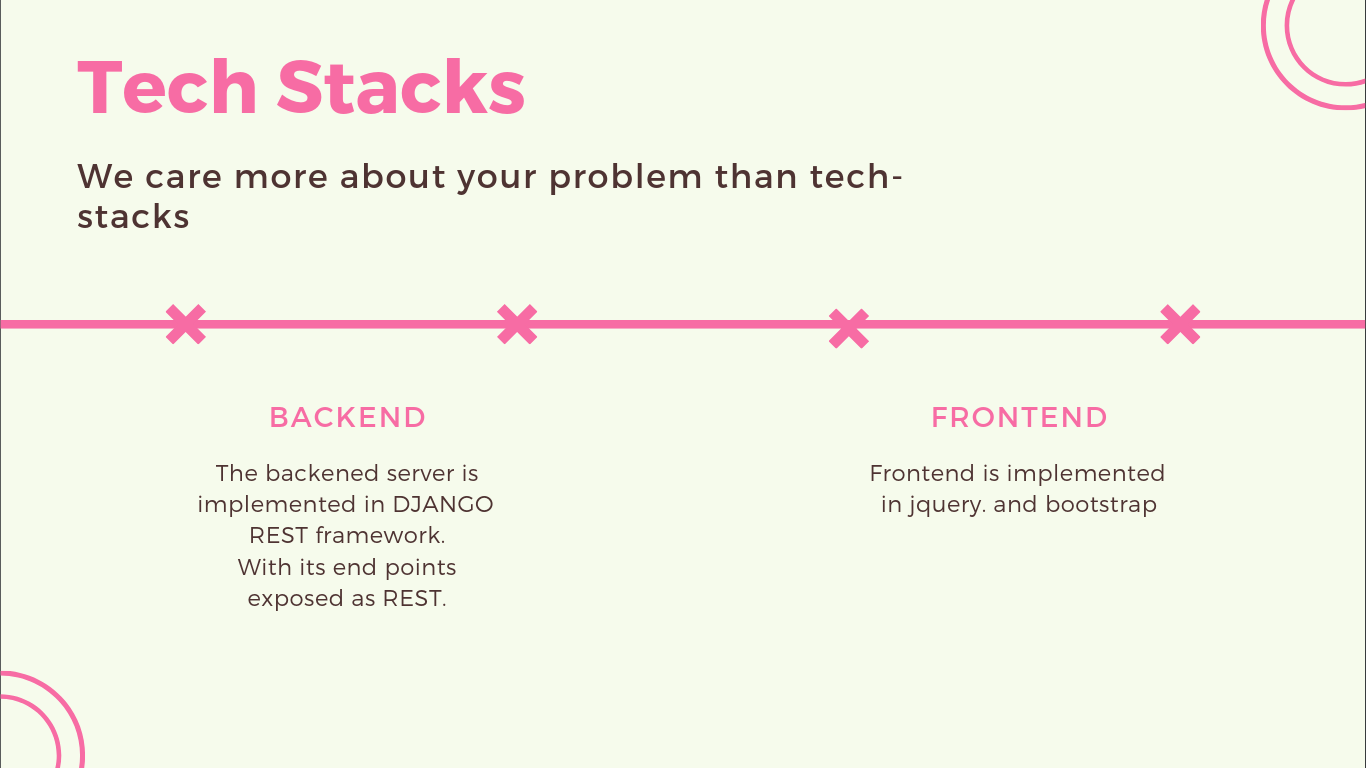 Tech Stacks
We care more about your problem than tech-
stacks
BACKEND
The backened server is
implemented in DJANGO
REST framework.
With its end points
exposed as REST.
FRONTEND
Frontend is implemented
in jquery. and bootstrap